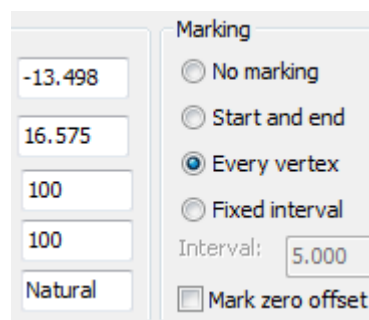 Marking
-13.498
No marking
16.575
Start and end
Every vertex
100
Fixed interval
100
Interval: 5.000
Natural
Mark zero offset